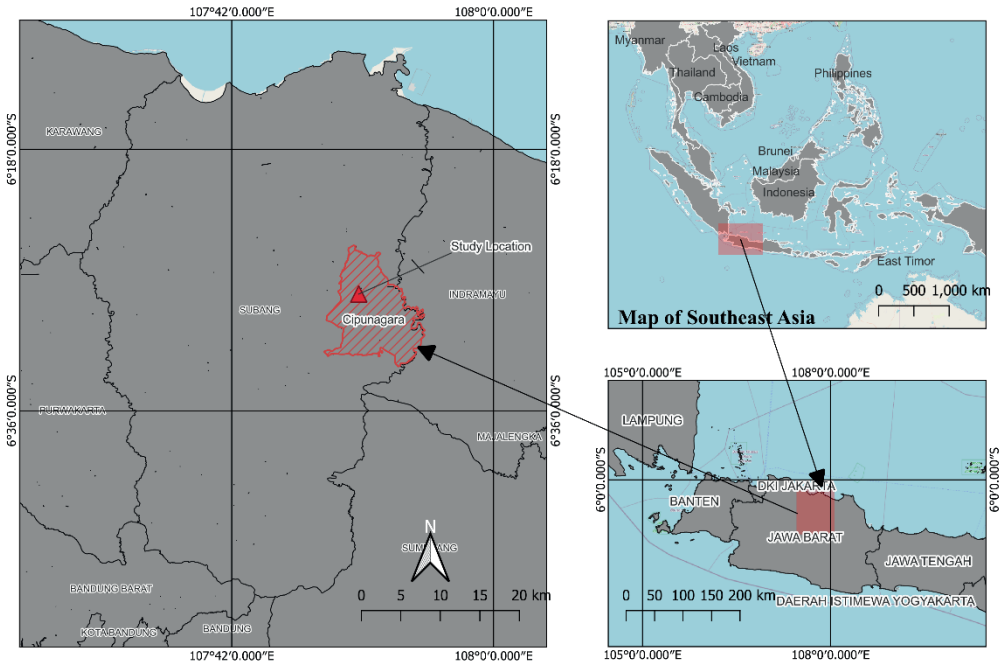 107°42'0.000"E
108°0'0.000"E
6°18'0.000"S
6°18'0.000"S
KARAWANG
Study Location
INDRAMAYU
SUBANG
Cipunagara
6°36'0.000"S
6°36'0.000"S
PURWAKARTA
MAJALENGKA
N
BANDUNG BARAT
KOTA BANDUNG
BANDUNG
0 5 10 15 20 km
107°42'0.000"E
108°0'0.000"E
Myanmar
Laos
Vietnam
Thailand
Philippines
Cambodia
Brunei
Malaysia
Indonesia
East Timor
0 500 1,000 km
Map of Southeast Asia
105°0'0.000"E
108°0'0.000"E
LAMPUNG
6°0'0.000"S
6°0'0.000"S
DKI JAKARTA
BANTEN
JAWA BARAT
JAWA TENGAH
0 50 100 150 200 km
DAERAH ISTIMEWA YOGYAKARTA
105°0'0.000"E
108°0'0.000"E